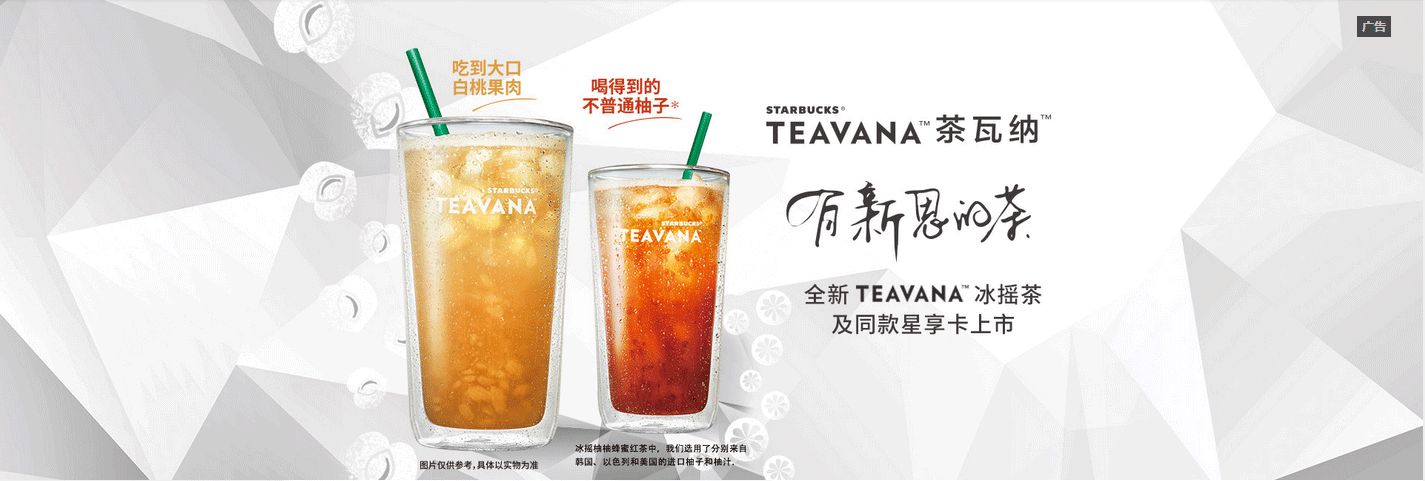 广告
吃到大口
白桃果肉
喝得到的
不普通柚子*
STARBUCKS®
TEAVANA™ 茶瓦纳™
有新思的茶
全新 TEAVANA™ 冰摇茶
及同款星享卡上市
STARBUCKS®
TEAVANA
STARBUCKS®
TEAVANA
图片仅供参考,具体以实物为准
冰摇柚柚蜂蜜红茶中，我们选用了分别来自
韩国、以色列和美国的进口柚子和柚汁.